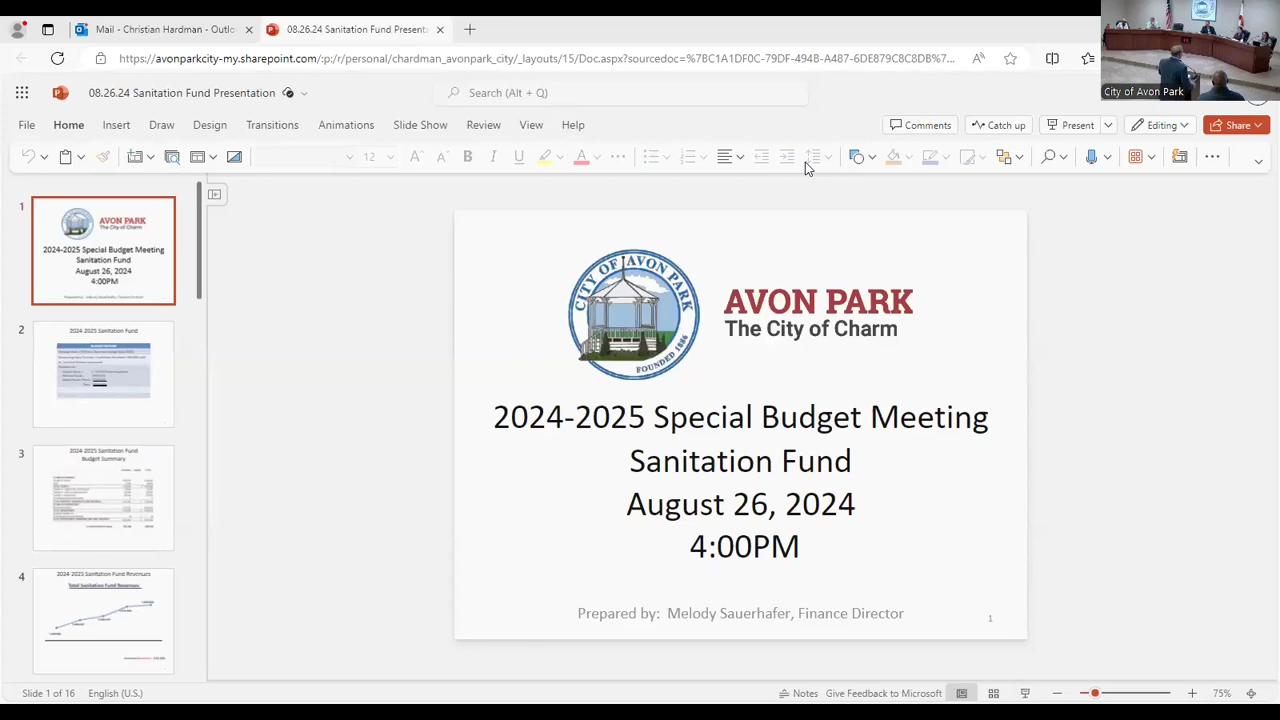 Mail - Christian Hardman - Outlo
08.26.24 Sanitation Fund Present
https://avonparkcity-my.sharepoint.com/:p:/r/personal/chardman_avonpark_city/_layouts/15/Doc.aspx?sourcedoc=%7BC1A1DF0C-79DF-494B-A487-6DE879C8C8DB%7...
City of Avon Park
08.26.24 Sanitation Fund Presentation
Search (Alt + Q)
File Home Insert Draw Design Transitions Animations Slide Show Review View Help
Comments Catch up Present Editing Share
12
1
AVON PARK
The City of Charm
2024-2025 Special Budget Meeting
Sanitation Fund
August 26, 2024
4:00PM
2
2024-2025 Sanitation Fund
3
2024-2025 Sanitation Fund
Budget Summary
4
2024-2025 Sanitation Fund Revenues
Total Sanitation Fund Revenues
CITY OF AVON PARK
FOUNDED 1886
AVON PARK
The City of Charm
2024-2025 Special Budget Meeting
Sanitation Fund
August 26, 2024
4:00PM
Prepared by: Melody Sauerhafer, Finance Director
1
Slide 1 of 16 English (U.S.)
Notes Give Feedback to Microsoft
75%